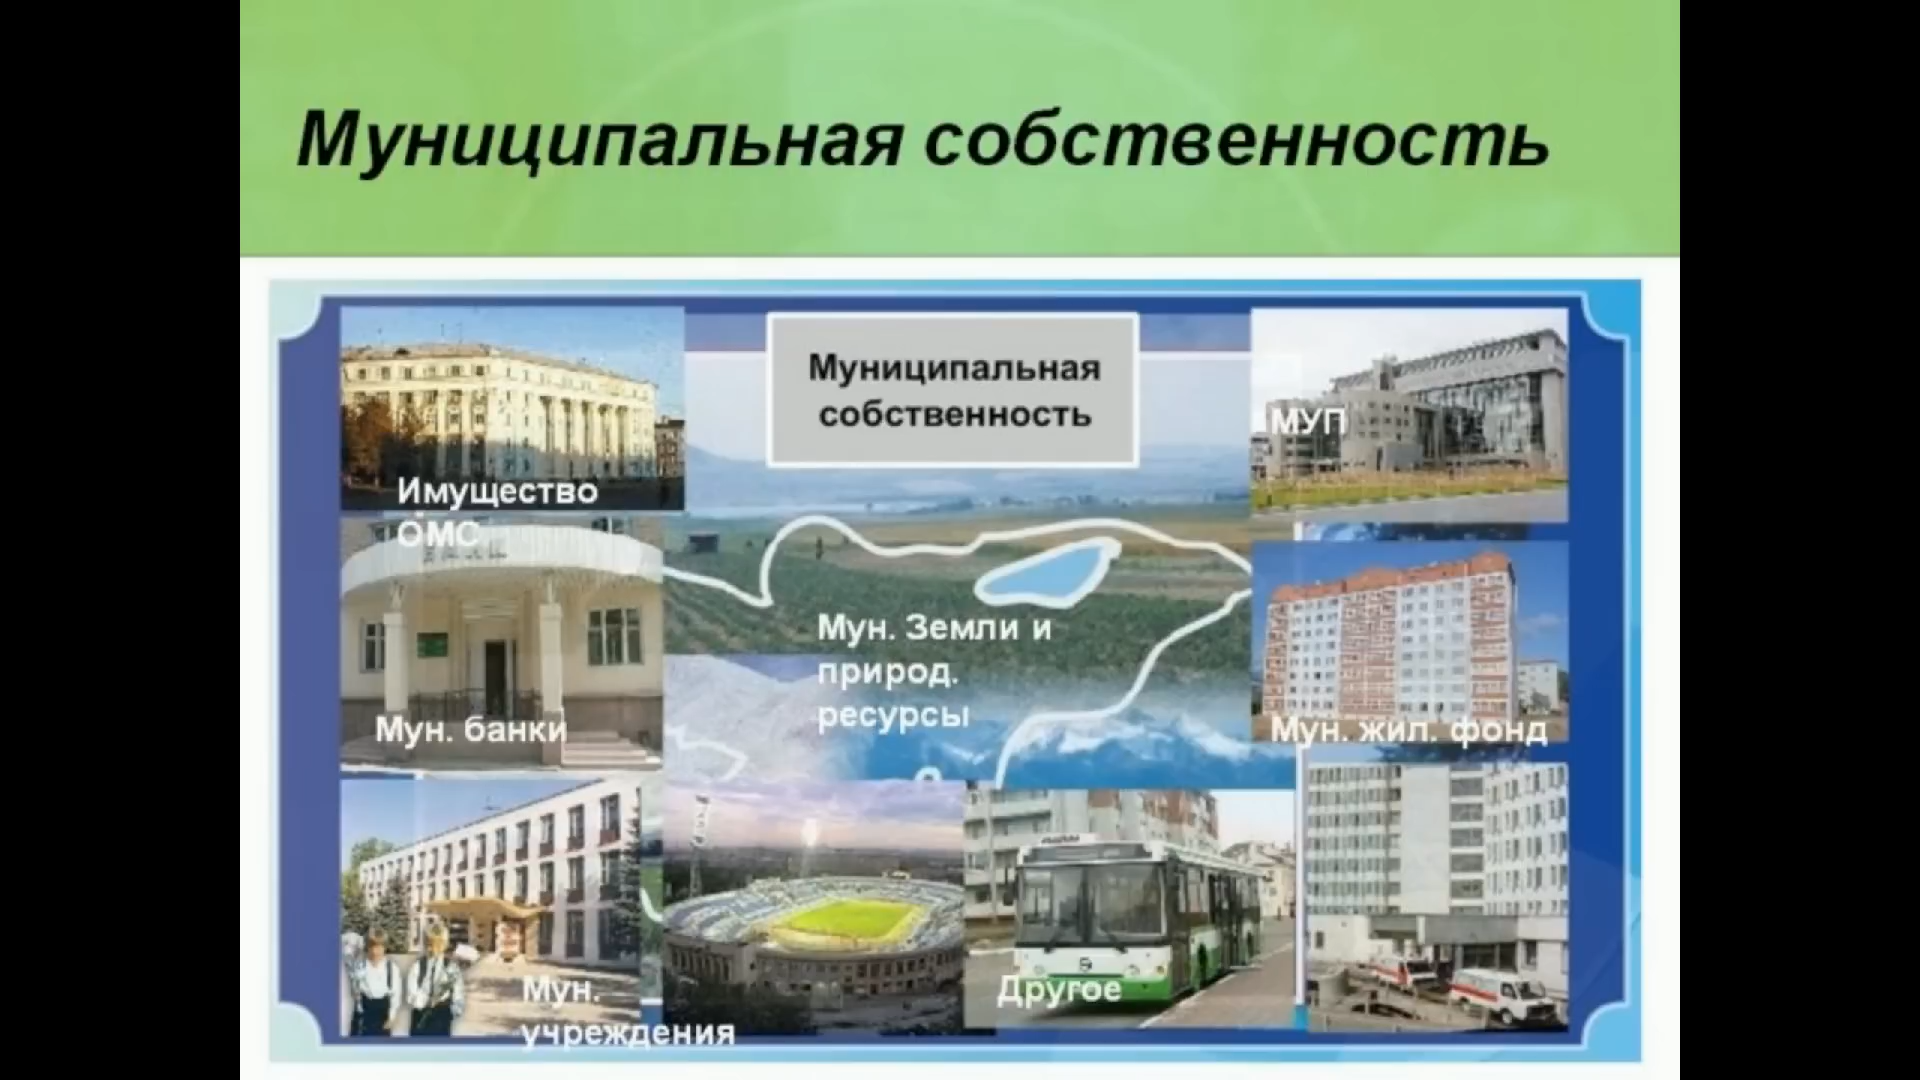 Муниципальная собственность
Муниципальная
собственность
МУП
Имущество
ОМС
Мун. Земли и
природ.
ресурсы
Мун. банки
Мун. жил. фонд
Мун.
учреждения
Другое